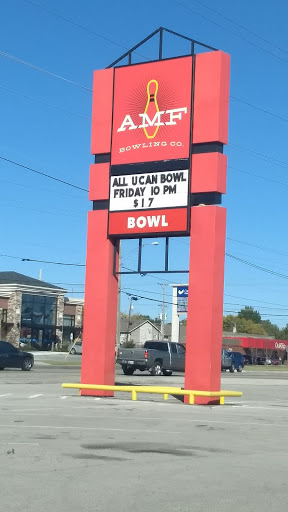 AMF
BOWLING CO.
ALL U CAN BOWL
FRIDAY 10 PM
$17
BOWL